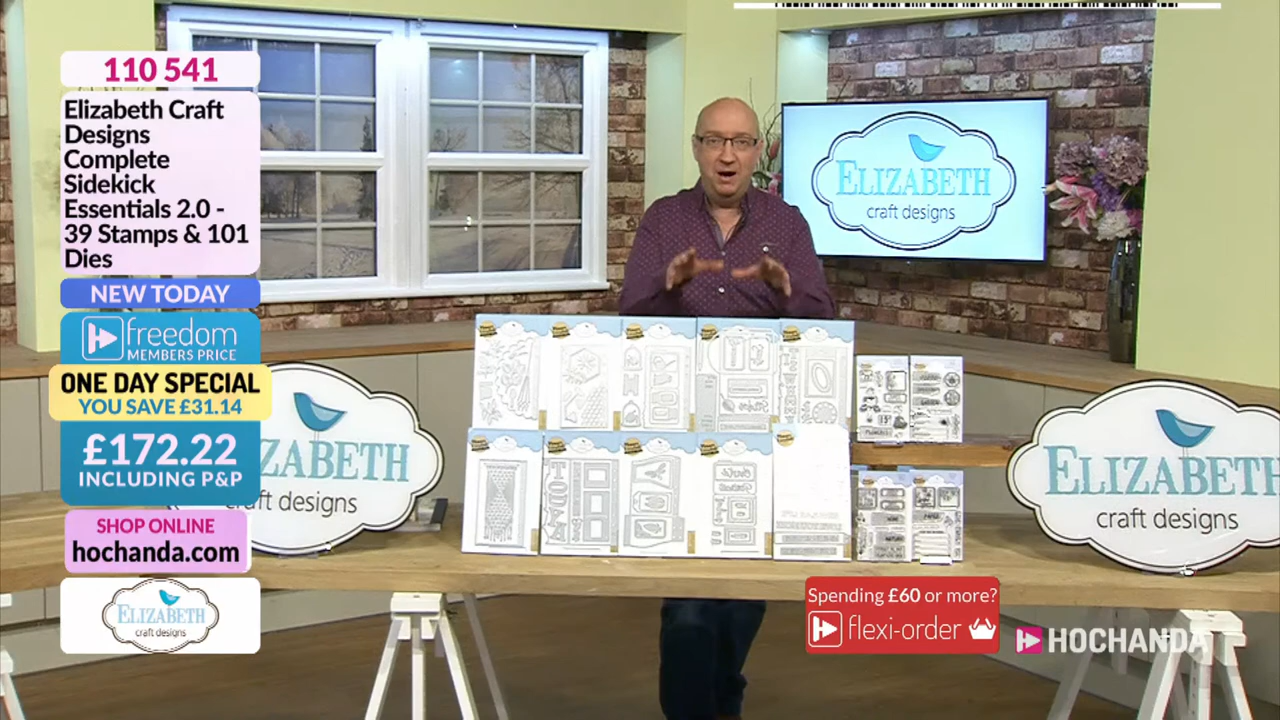 110 541
Elizabeth Craft
Designs
Complete
Sidekick
Essentials 2.0 -
39 Stamps & 101
Dies
NEW TODAY
freedom
MEMBERS PRICE
ONE DAY SPECIAL
YOU SAVE £31.14
£172.22
INCLUDING P&P
SHOP ONLINE
hochanda.com
ELIZABETH
craft designs
ELIZABETH
craft designs
ZABETH
craft designs
ELIZABETH
craft designs
Spending £60 or more?
flexi-order
HOCHANDA